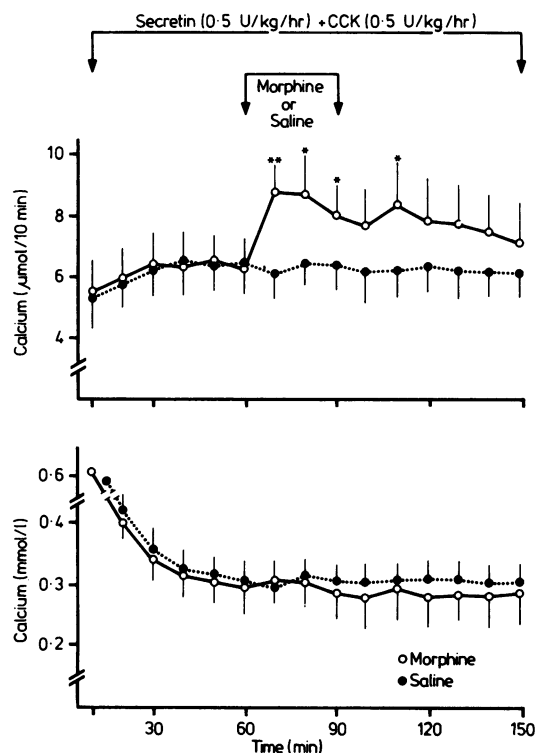 Secretin (0·5 U/kg/hr) + CCK (0·5 U/kg/hr)
Morphine
or
Saline
**
*
*
*
10
8
6
4
Calcium (µmol/10 min)
0·6
0·4
0·3
0·2
Calcium (mmol/l)
Morphine
Saline
30
60
90
120
150
Time (min)